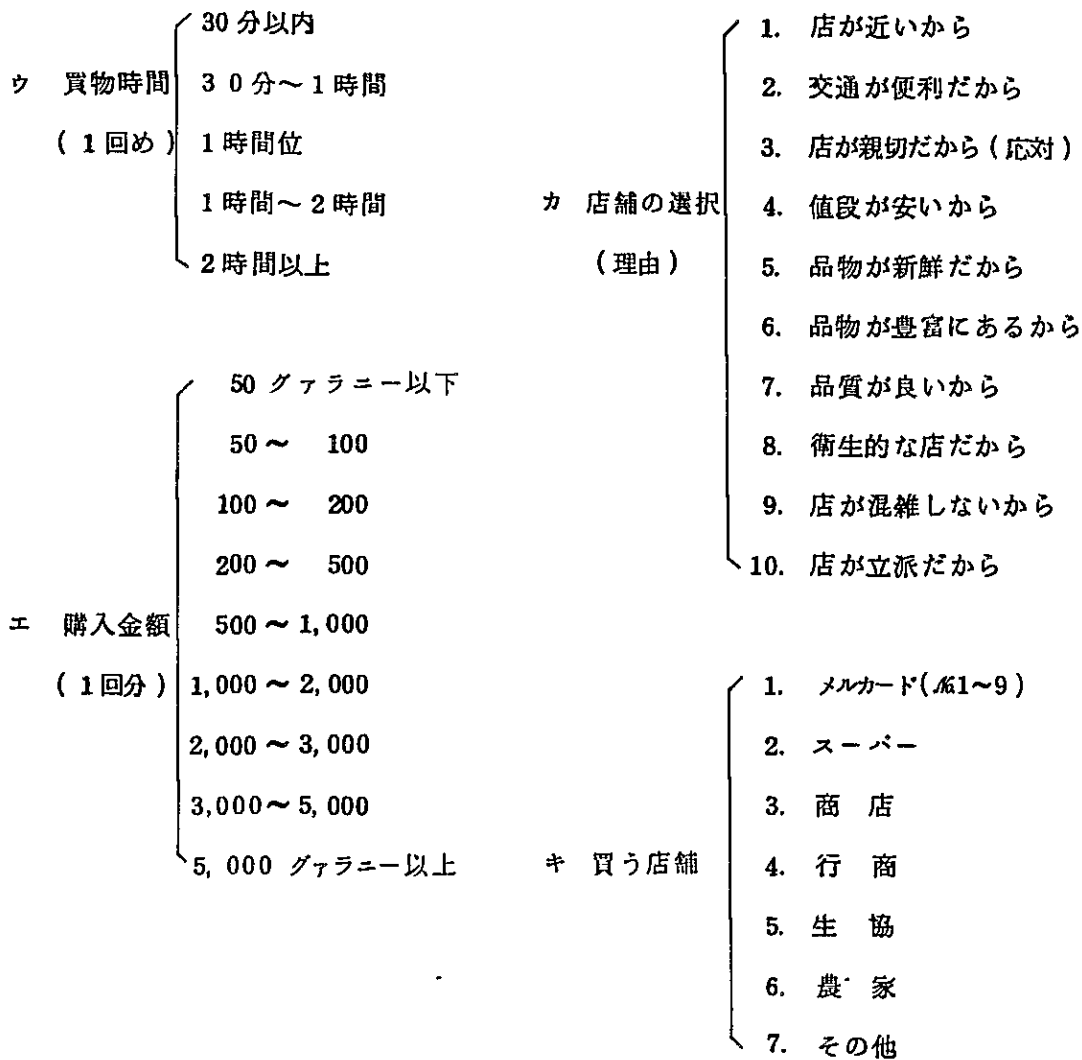 ウ 買物時間
(1回め)
30分以内
30分~1時間
1時間位
1時間~2時間
2時間以上
エ 購入金額
(1回分)
50 グァラニー以下
50~ 100
100~ 200
200~ 500
500~1,000
1,000~2,000
2,000~3,000
3,000~5,000
5,000 グァラニー以上
カ 店舗の選択
(理由)
1. 店が近いから
2. 交通が便利だから
3. 店が親切だから(応対)
4. 値段が安いから
5. 品物が新鮮だから
6. 品物が豊富にあるから
7. 品質が良いから
8. 衛生的な店だから
9. 店が混雑しないから
10. 店が立派だから
キ 買う店舗
1. メルカード(№1~9)
2. スーパー
3. 商店
4. 行商
5. 生協
6. 農家
7. その他